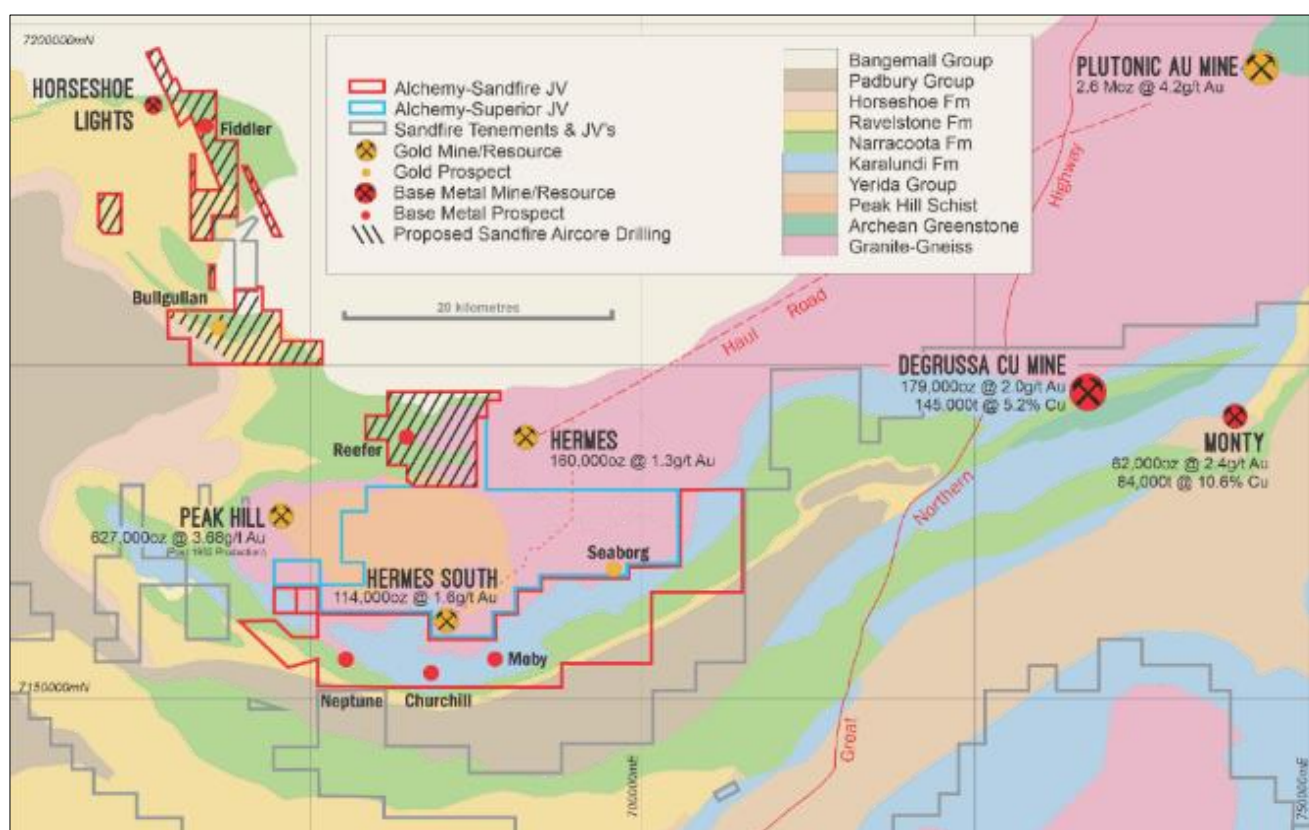 7200000mN
HORSESHOE
LIGHTS
Fiddler
Alchemy-Sandfire JV
Alchemy-Superior JV
Sandfire Tenements & JV's
Gold Mine/Resource
Gold Prospect
Base Metal Mine/Resource
Base Metal Prospect
Proposed Sandfire Aircore Drilling
20 kilometres
Bangemall Group
Padbury Group
Horseshoe Fm
Ravelstone Fm
Narracoota Fm
Karalundi Fm
Yerida Group
Peak Hill Schist
Archean Greenstone
Granite-Gneiss
PLUTONIC AU MINE
2.6 Moz @ 4.2g/t Au
Highway
Haul Road
Bullgullan
DEGRUSSA CU MINE
179,000oz @ 2.0g/t Au
145,000t @ 5.2% Cu
MONTY
62,000oz @ 2.4g/t Au
84,000t @ 10.6% Cu
Reefer
HERMES
160,000oz @ 1.3g/t Au
PEAK HILL
627,000oz @ 3.68g/t Au
Northern
Seaborg
HERMES SOUTH
114,000oz @ 1.6g/t Au
Moby
7150000mN
Neptune
Churchill
Great
700000mE
750000mE